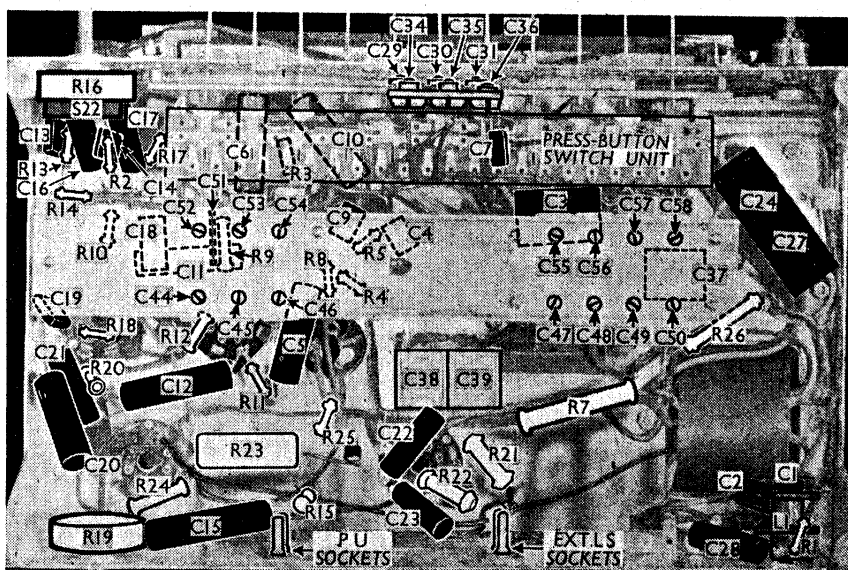 C34 C35 C36
C29 C30 C31
R16
S22
C13 C17
C6 C10 C7 PRESS-BUTTON
SWITCH UNIT
R13 R17 R3
C16 R2 C14 C51
R14
C24
C27
C52 C53 C54 C9 C3 C57 C58
R10 C18 R5 C4
R9 R8 C37
C11 R4 C55 C56
C19 C44 C45 C46
R18 R12 C47 C48 C49 C50 R26
C21 R20 C5
C12 R11 C38 C39
R7
R25 C22 R21
C20 R23
R24 R22 C2 C1
R15 C23 L1
R19 C15 C28 R1
P U
SOCKETS
EXT. LS
SOCKETS